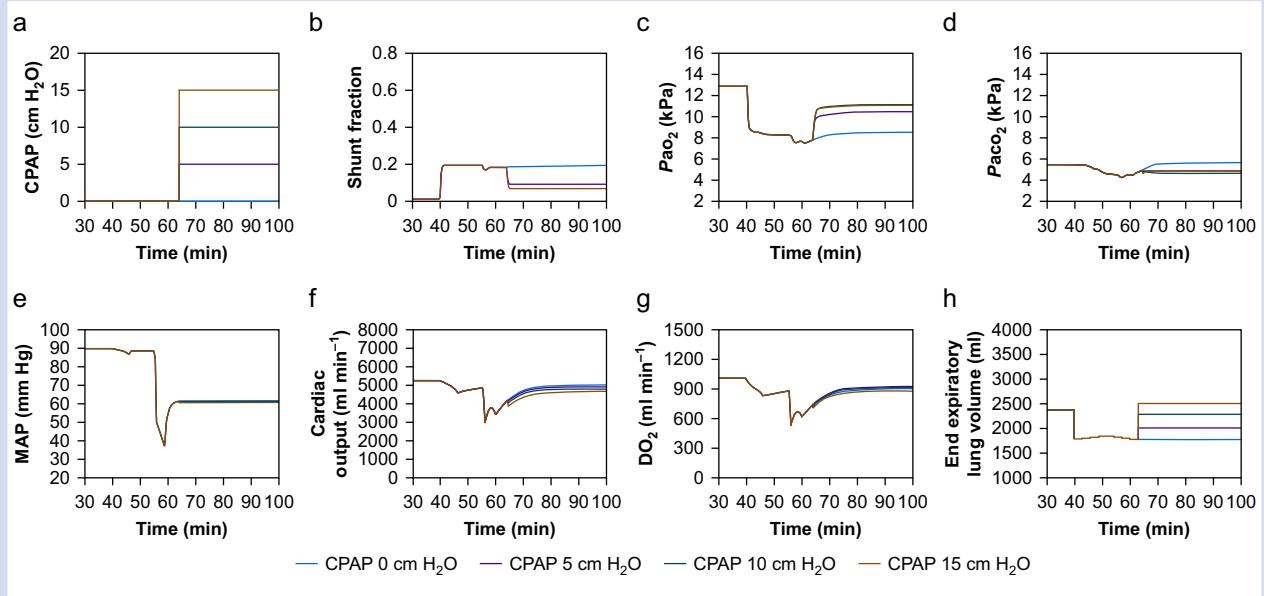 a
CPAP (cm H₂O)
20
15
10
5
0
30 40 50 60 70 80 90 100
Time (min)
b
Shunt fraction
0.8
0.6
0.4
0.2
0
30 40 50 60 70 80 90 100
Time (min)
c
Pao₂ (kPa)
16
14
12
10
8
6
4
2
30 40 50 60 70 80 90 100
Time (min)
d
Paco₂ (kPa)
16
14
12
10
8
6
4
2
30 40 50 60 70 80 90 100
Time (min)
e
MAP (mm Hg)
100
90
80
70
60
50
40
30
20
30 40 50 60 70 80 90 100
Time (min)
f
Cardiac
output (ml min⁻¹)
8000
7000
6000
5000
4000
3000
2000
1000
0
30 40 50 60 70 80 90 100
Time (min)
g
DO₂ (ml min⁻¹)
1500
1200
900
600
300
0
30 40 50 60 70 80 90 100
Time (min)
h
End expiratory
lung volume (ml)
4000
3500
3000
2500
2000
1500
1000
30 40 50 60 70 80 90 100
Time (min)
CPAP 0 cm H₂O CPAP 5 cm H₂O CPAP 10 cm H₂O CPAP 15 cm H₂O